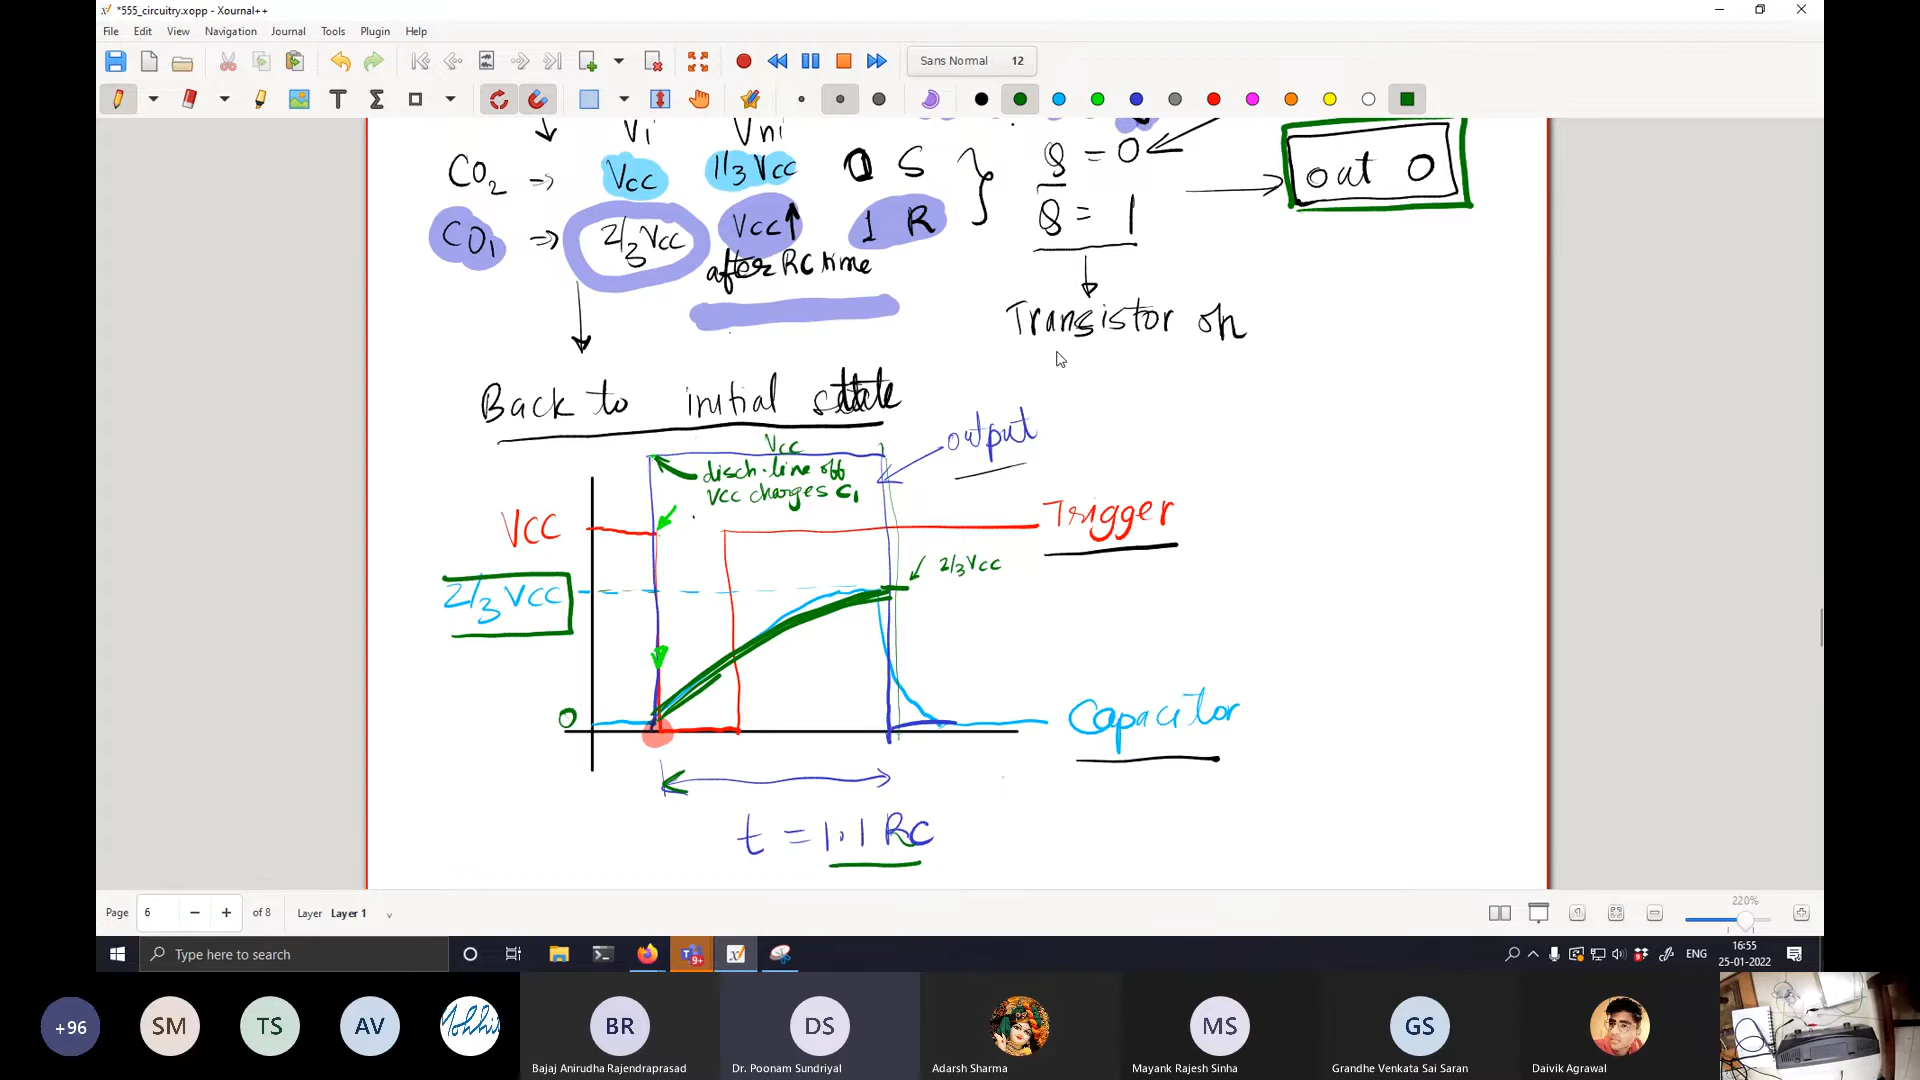 *555_circuitry.xopp - Xournal++
File Edit View Navigation Journal Tools Plugin Help
Sans Normal 12
Vi Vni
CO2 => Vcc 1/3 Vcc 0 S
Q = 0
out 0
CO1 => 2/3 Vcc Vcc↑ 1 R
Q = 1
after RC time
Transistor on
Back to initial state
output
Vcc
disch. line off
Vcc charges C1
VCC
Trigger
2/3 Vcc
2/3 VCC
0
Capacitor
t = 1.1 RC
Page 6 of 8 Layer Layer 1
220%
Type here to search
9+
ENG
16:55
25-01-2022
+96 SM TS AV Mohhit BR DS MS GS
Bajaj Anirudha Rajendraprasad Dr. Poonam Sundriyal Adarsh Sharma Mayank Rajesh Sinha Grandhe Venkata Sai Saran Daivik Agrawal